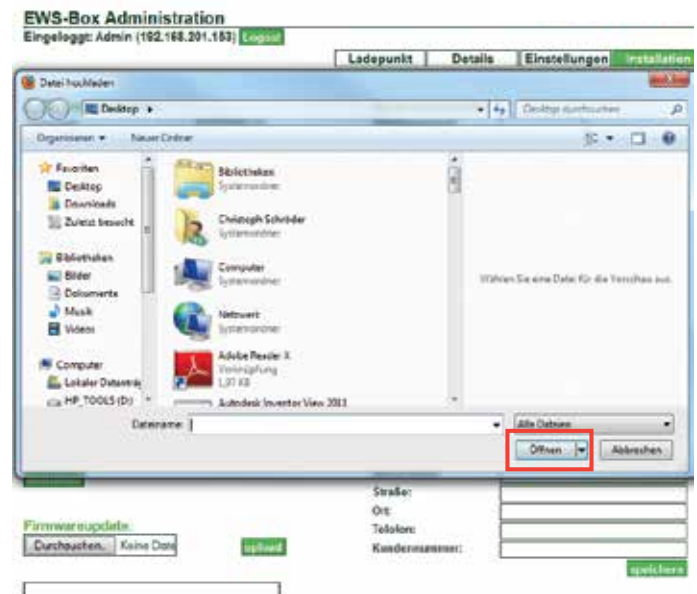 EWS-Box Administration
Eingeloggt: Admin (192.168.201.153) Logout
Ladepunkt Details Einstellungen Installation
Datei hochladen
Desktop
Desktop durchsuchen
Organisieren Neuer Ordner
Favoriten
Desktop
Downloads
Zuletzt besucht
Bibliotheken
Bilder
Dokumente
Musik
Videos
Computer
Lokaler Datenträg
HP_TOOLS (D:)
Bibliotheken
Systemordner
Christoph Schröder
Systemordner
Computer
Systemordner
Netzwerk
Systemordner
Adobe Reader X
Verknüpfung
1,97 KB
Autodesk Inventor View 2011
Wählen Sie eine Datei für die Vorschau aus.
Dateiname:
Alle Dateien
Öffnen Abbrechen
Straße:
Ort:
Telefon:
Kundennummer:
speichern
Firmwareupdate:
Durchsuchen. Keine Date upload